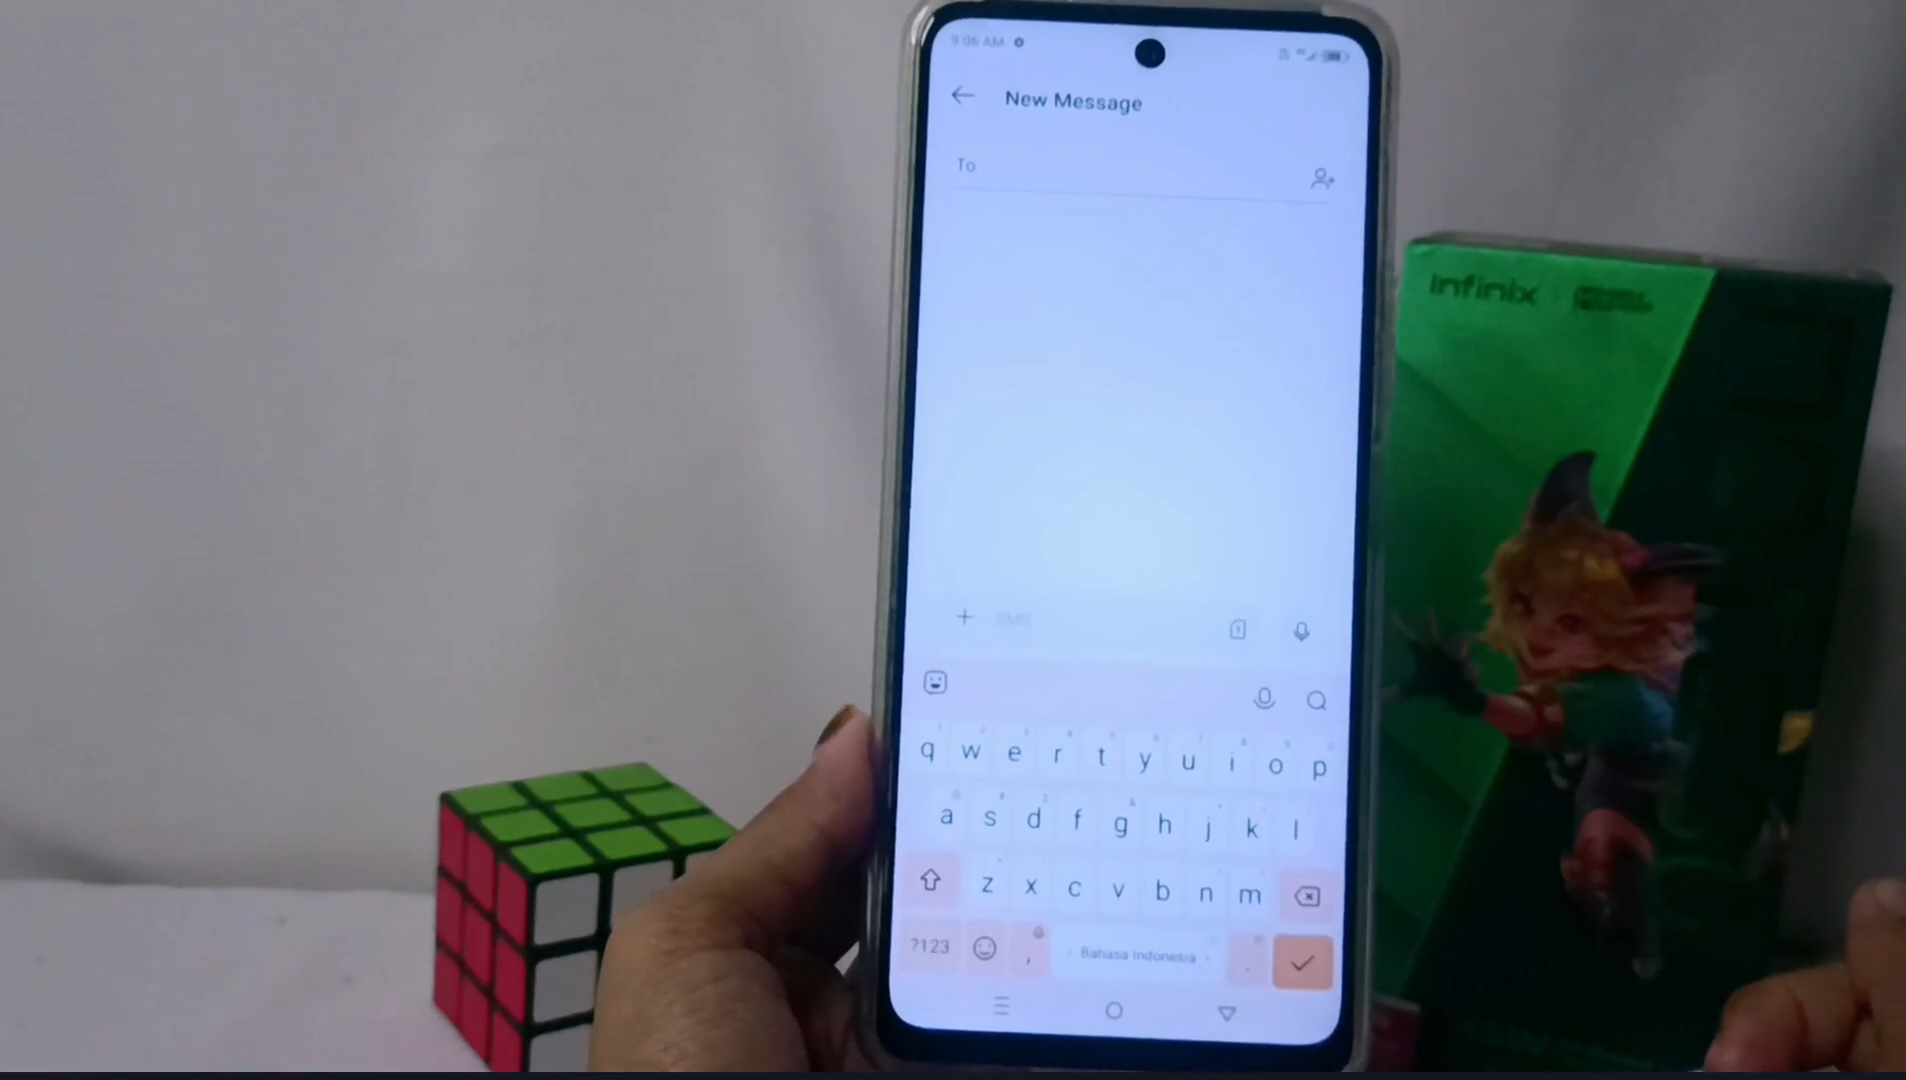 9:06 AM
New Message
To
SMS
q w e r t y u i o p
a s d f g h j k l
z x c v b n m
?123 , Bahasa Indonesia .
Infinix